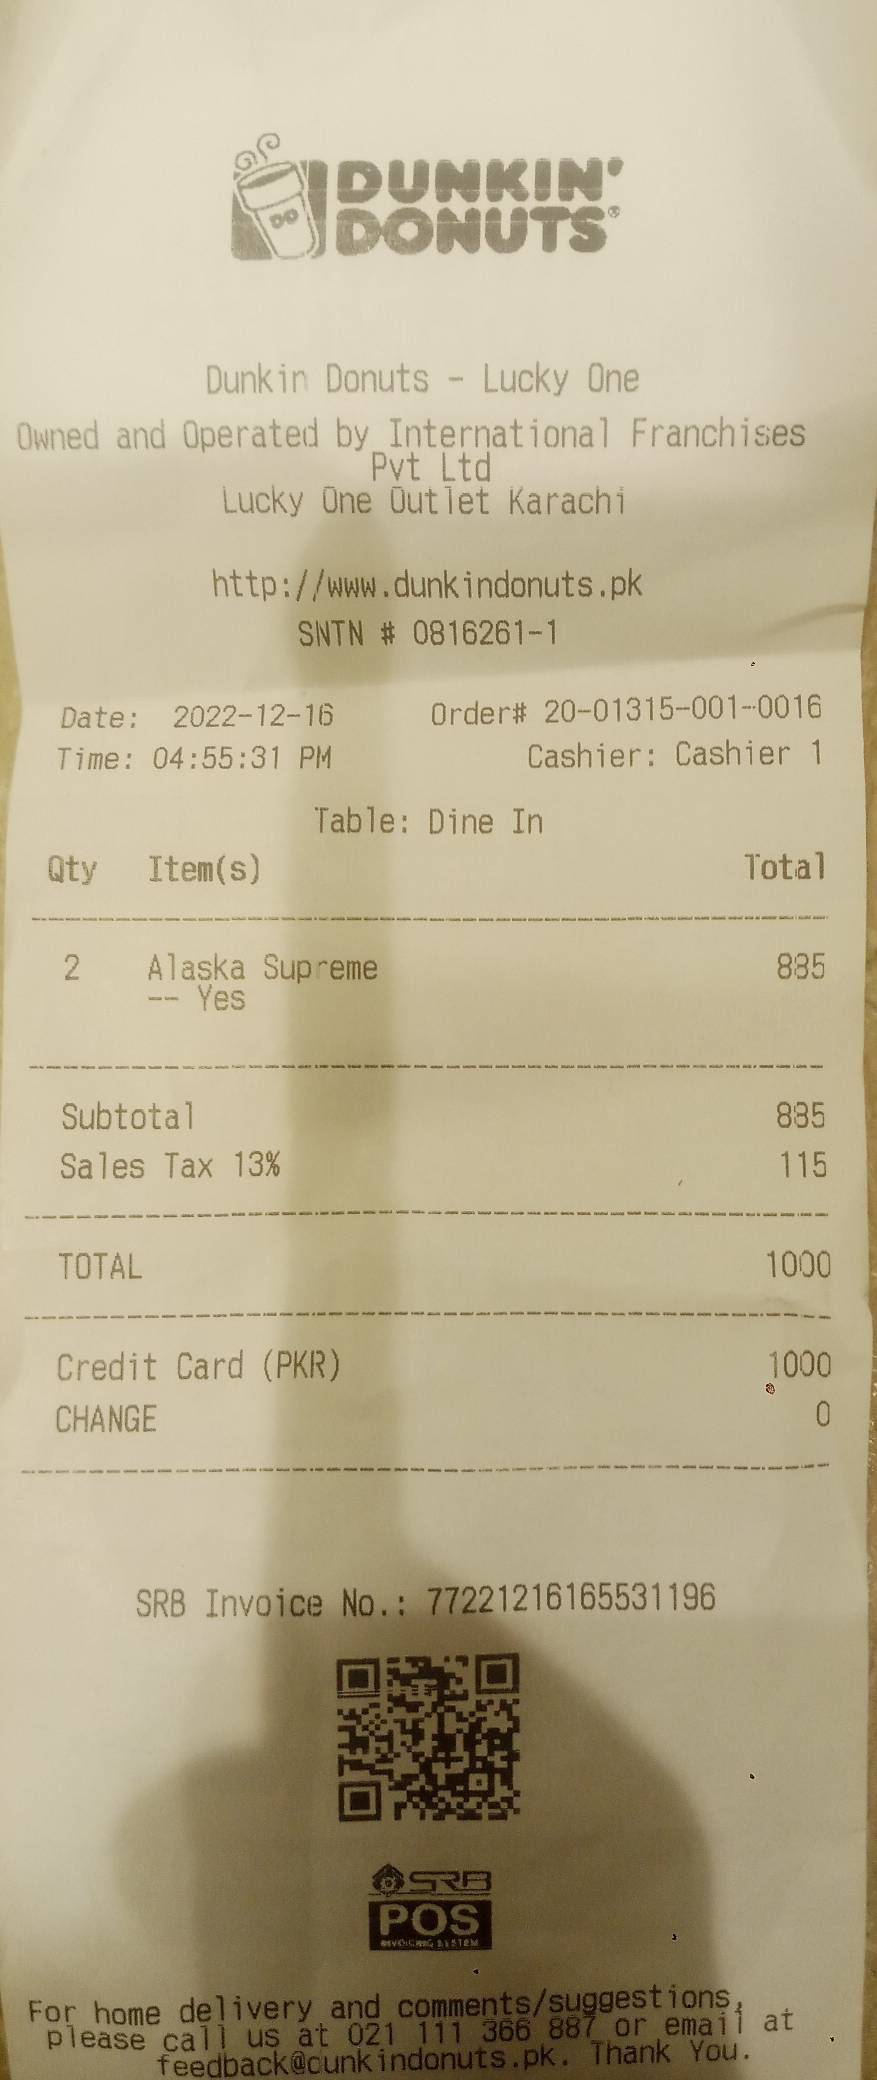 DUNKIN'
DONUTS®
DD
Dunkin Donuts - Lucky One
Owned and Operated by International Franchises
Pvt Ltd
Lucky One Outlet Karachi
http://www.dunkindonuts.pk
SNTN # 0816261-1
Date: 2022-12-16 Order# 20-01315-001-0016
Time: 04:55:31 PM Cashier: Cashier 1
Table: Dine In
Qty Item(s) Total
2 Alaska Supreme 885
-- Yes
Subtotal 885
Sales Tax 13% 115
TOTAL 1000
Credit Card (PKR) 1000
CHANGE 0
SRB Invoice No.: 77221216165531196
SRB
POS
INVOICING SYSTEM
For home delivery and comments/suggestions,
please call us at 021 111 366 887 or email at
feedback@dunkindonuts.pk. Thank You.